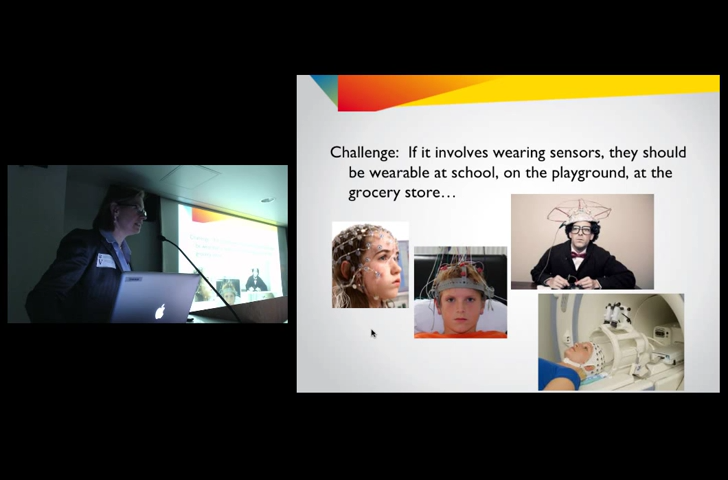 Challenge: If it involves wearing sensors, they should
be wearable at school, on the playground, at the
grocery store…